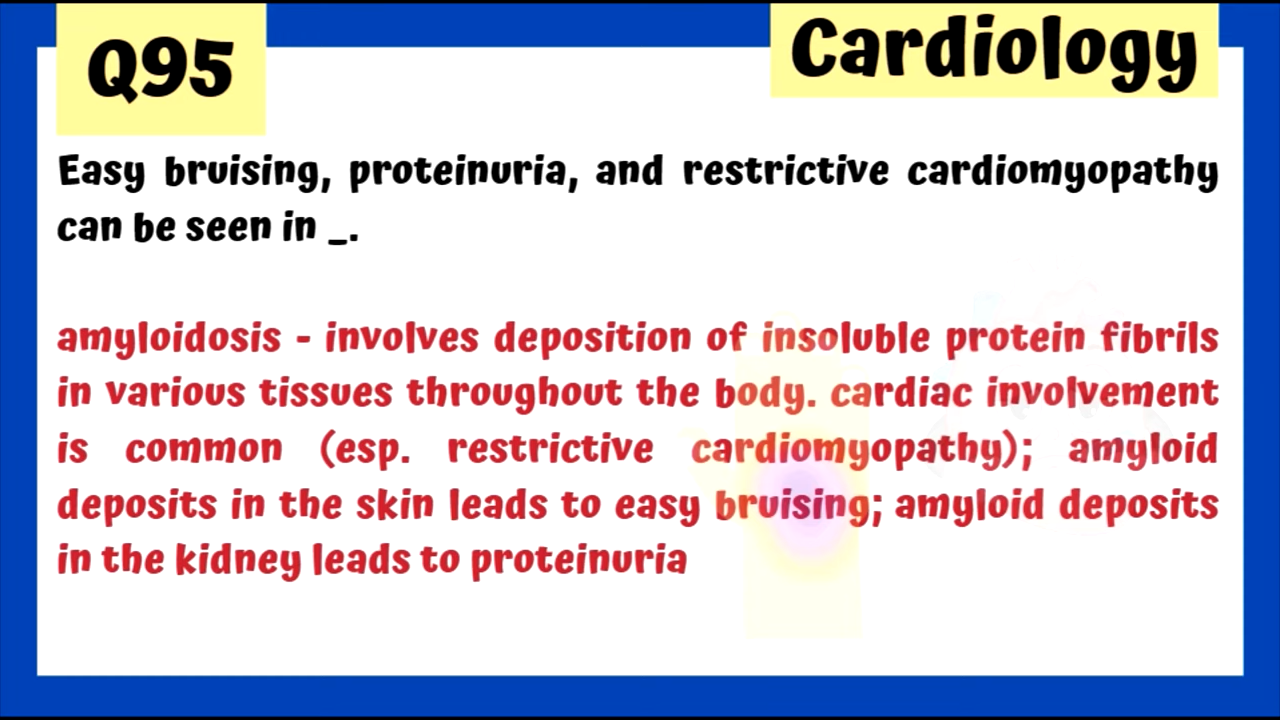 Q95
Cardiology
Easy bruising, proteinuria, and restrictive cardiomyopathy
can be seen in _.
amyloidosis - involves deposition of insoluble protein fibrils
in various tissues throughout the body. cardiac involvement
is common (esp. restrictive cardiomyopathy); amyloid
deposits in the skin leads to easy bruising; amyloid deposits
in the kidney leads to proteinuria